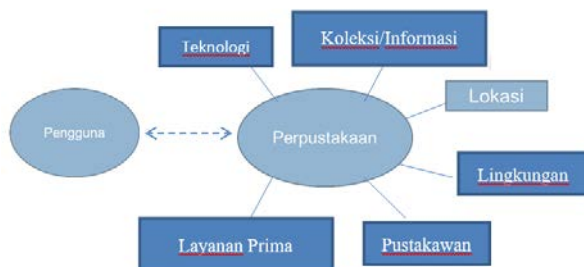 Teknologi
Koleksi/Informasi
Lokasi
Pengguna
Perpustakaan
Lingkungan
Layanan Prima
Pustakawan